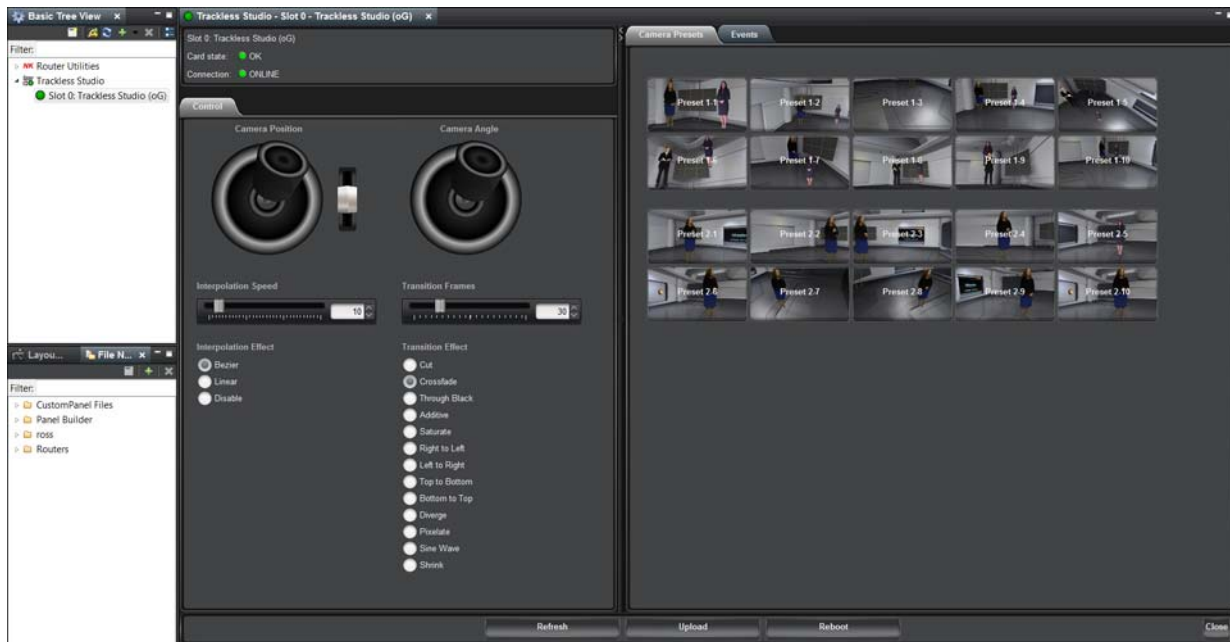 Basic Tree View
Filter:
NK Router Utilities
Trackless Studio
Slot 0: Trackless Studio (oG)
Layou...
File N...
Filter:
CustomPanel Files
Panel Builder
ross
Routers
Trackless Studio - Slot 0 - Trackless Studio (oG)
Slot 0: Trackless Studio (oG)
Card state: OK
Connection: ONLINE
Control
Camera Position
Camera Angle
Interpolation Speed
10
Transition Frames
30
Interpolation Effect
Bezier
Linear
Disable
Transition Effect
Cut
Crossfade
Through Black
Additive
Saturate
Right to Left
Left to Right
Top to Bottom
Bottom to Top
Diverge
Pixelate
Sine Wave
Shrink
Camera Presets
Events
Preset 1-1
Preset 1-2
Preset 1-3
Preset 1-4
Preset 1-5
Preset 1-6
Preset 1-7
Preset 1-8
Preset 1-9
Preset 1-10
Preset 2-1
Preset 2-2
Preset 2-3
Preset 2-4
Preset 2-5
Preset 2-6
Preset 2-7
Preset 2-8
Preset 2-9
Preset 2-10
Refresh
Upload
Reboot
Close